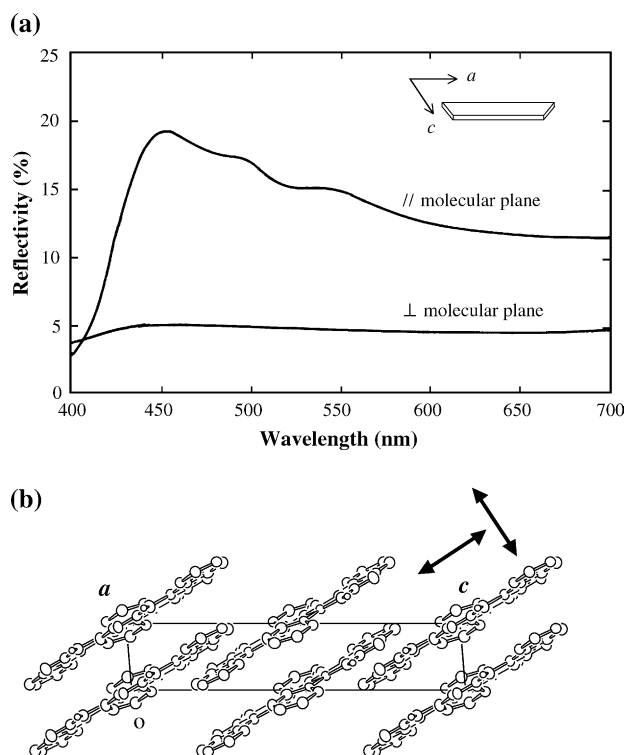 (a)
25
20
15
10
5
0
Reflectivity (%)
a
c
// molecular plane
⊥ molecular plane
400 450 500 550 600 650 700
Wavelength (nm)
(b)
a c
o